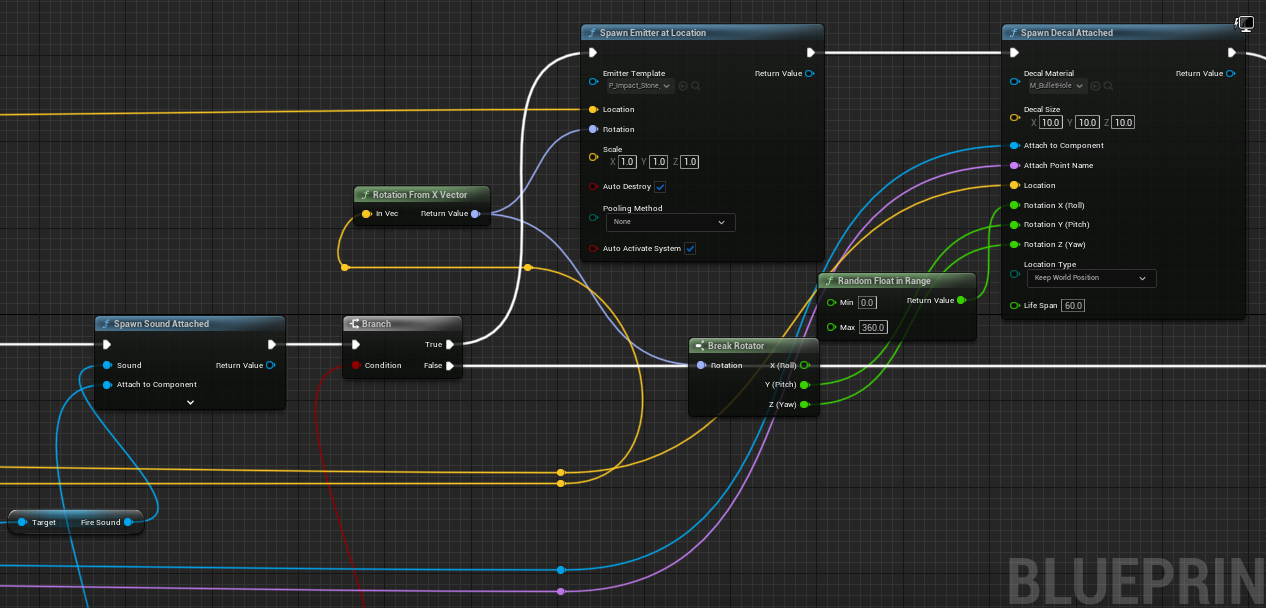 Spawn Emitter at Location
Emitter Template
P_Impact_Stone_
Return Value
Location
Rotation
Scale
X 1.0 Y 1.0 Z 1.0
Auto Destroy
Pooling Method
None
Auto Activate System
Spawn Decal Attached
Decal Material
M_BulletHole
Return Value
Decal Size
X 10.0 Y 10.0 Z 10.0
Attach to Component
Attach Point Name
Location
Rotation X (Roll)
Rotation Y (Pitch)
Rotation Z (Yaw)
Location Type
Keep World Position
Life Span 60.0
Rotation From X Vector
In Vec Return Value
Random Float in Range
Min 0.0 Return Value
Max 360.0
Spawn Sound Attached
Sound Return Value
Attach to Component
Branch
True
Condition False
Break Rotator
Rotation X (Roll)
Y (Pitch)
Z (Yaw)
Target Fire Sound
BLUEPRIN